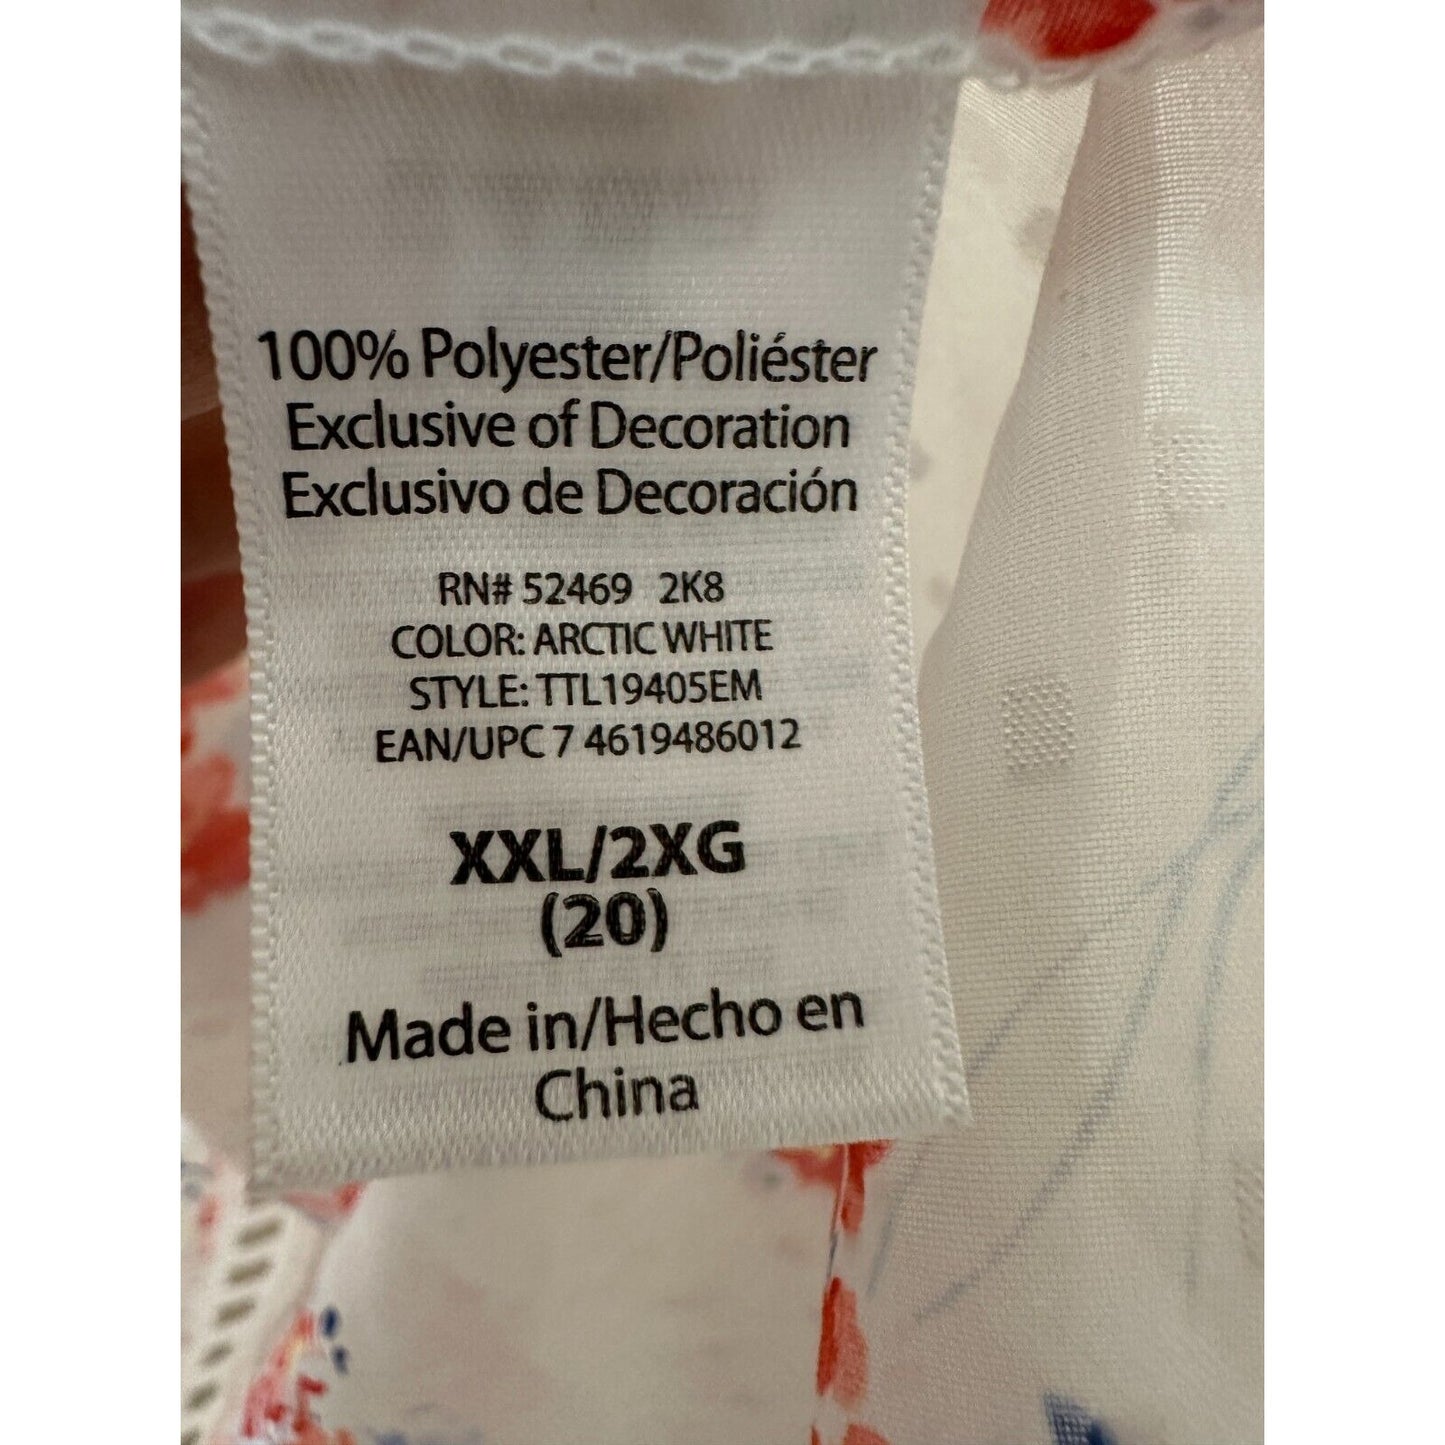 100% Polyester/Poliéster
Exclusive of Decoration
Exclusivo de Decoración
RN# 52469 2K8
COLOR: ARCTIC WHITE
STYLE: TTL19405EM
EAN/UPC 7 4619486012
XXL/2XG
(20)
Made in/Hecho en
China